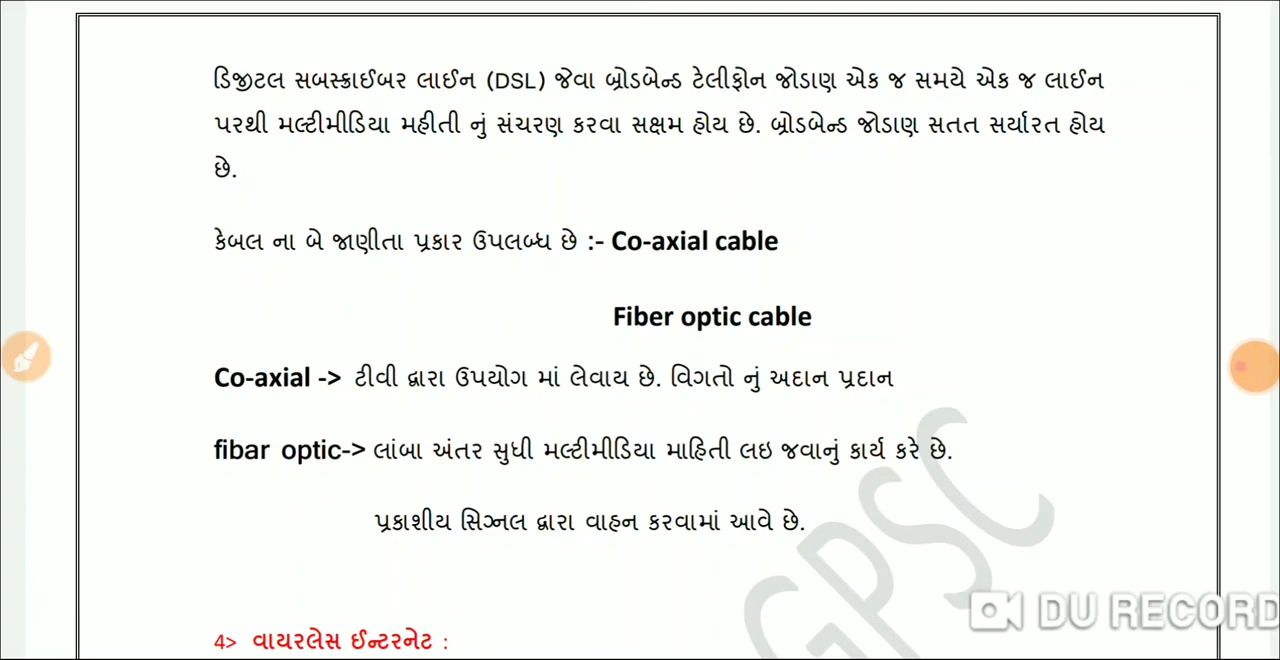 ડિજીટલ સબસ્ક્રાઈબર લાઈન (DSL) જેવા બ્રોડબેન્ડ ટેલીફોન જોડાણ એક જ સમયે એક જ લાઈન
પરથી મલ્ટીમીડિયા મહીતી નું સંચરણ કરવા સક્ષમ હોય છે. બ્રોડબેન્ડ જોડાણ સતત સર્યારત હોય
છે.
કેબલ ના બે જાણીતા પ્રકાર ઉપલબ્ધ છે :- Co-axial cable
Fiber optic cable
Co-axial -> ટીવી દ્વારા ઉપયોગ માં લેવાય છે. વિગતો નું અદાન પ્રદાન
fibar optic-> લાંબા અંતર સુધી મલ્ટીમીડિયા માહિતી લઇ જવાનું કાર્ય કરે છે.
પ્રકાશીય સિગ્નલ દ્વારા વાહન કરવામાં આવે છે.
GPSC
DU RECORD
4> વાયરલેસ ઈન્ટરનેટ :